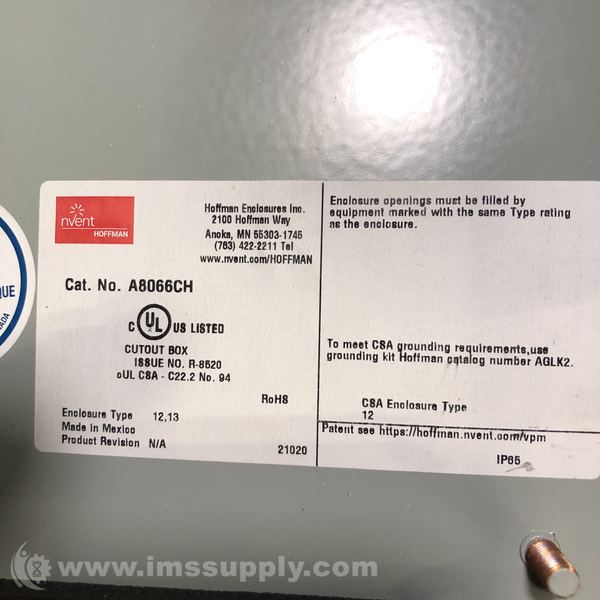 nvent
HOFFMAN
Hoffman Enclosures Inc.
2100 Hoffman Way
Anoka, MN 55303-1745
(763) 422-2211 Tel
www.nvent.com/HOFFMAN
Cat. No. A8066CH
C UL US LISTED
CUTOUT BOX
ISSUE NO. R-8520
cUL CSA - C22.2 No. 94
RoHS
Enclosure Type 12,13
Made in Mexico
Product Revision N/A
21020
Enclosure openings must be filled by
equipment marked with the same Type rating
as the enclosure.
To meet CSA grounding requirements,use
grounding kit Hoffman catalog number AGLK2.
CSA Enclosure Type
12
Patent see https://hoffman.nvent.com/vpm
IP65
QUE
NADA
www.imssupply.com